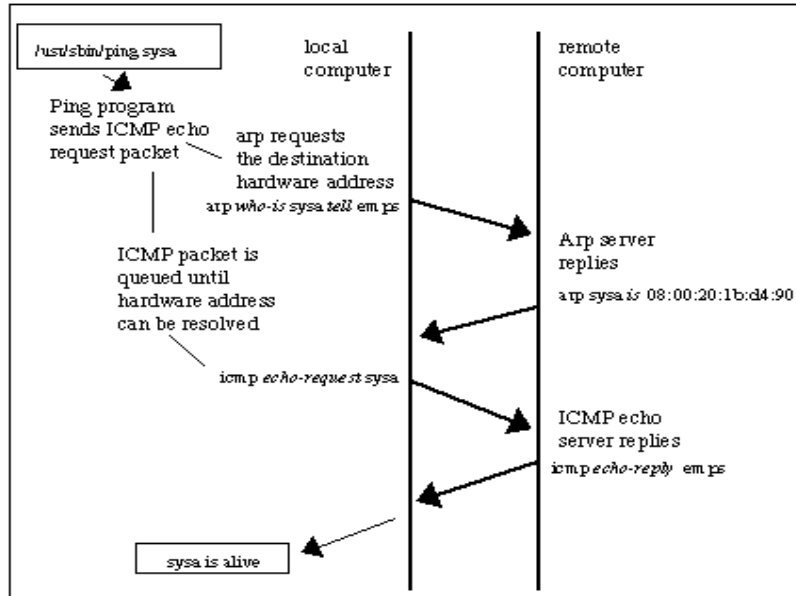 /usr/sbin/ping sysa
local
computer
remote
computer
Ping program
sends ICMP echo
request packet
arp requests
the destination
hardware address
arp who-is sysa tell emps
Arp server
replies
arp sysa is 08:00:20:1b:d4:90
ICMP packet is
queued until
hardware address
can be resolved
icmp echo-request sysa
ICMP echo
server replies
icmp echo-reply emps
sysa is alive